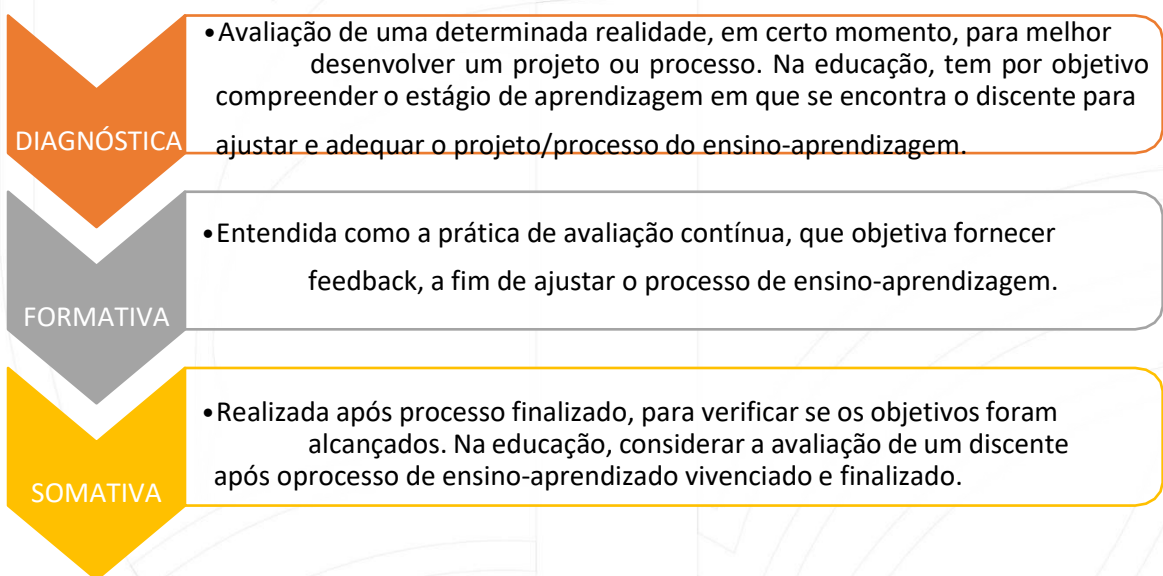 •Avaliação de uma determinada realidade, em certo momento, para melhor
desenvolver um projeto ou processo. Na educação, tem por objetivo
compreender o estágio de aprendizagem em que se encontra o discente para
DIAGNÓSTICA
ajustar e adequar o projeto/processo do ensino-aprendizagem.
•Entendida como a prática de avaliação contínua, que objetiva fornecer
feedback, a fim de ajustar o processo de ensino-aprendizagem.
FORMATIVA
•Realizada após processo finalizado, para verificar se os objetivos foram
alcançados. Na educação, considerar a avaliação de um discente
após oprocesso de ensino-aprendizado vivenciado e finalizado.
SOMATIVA